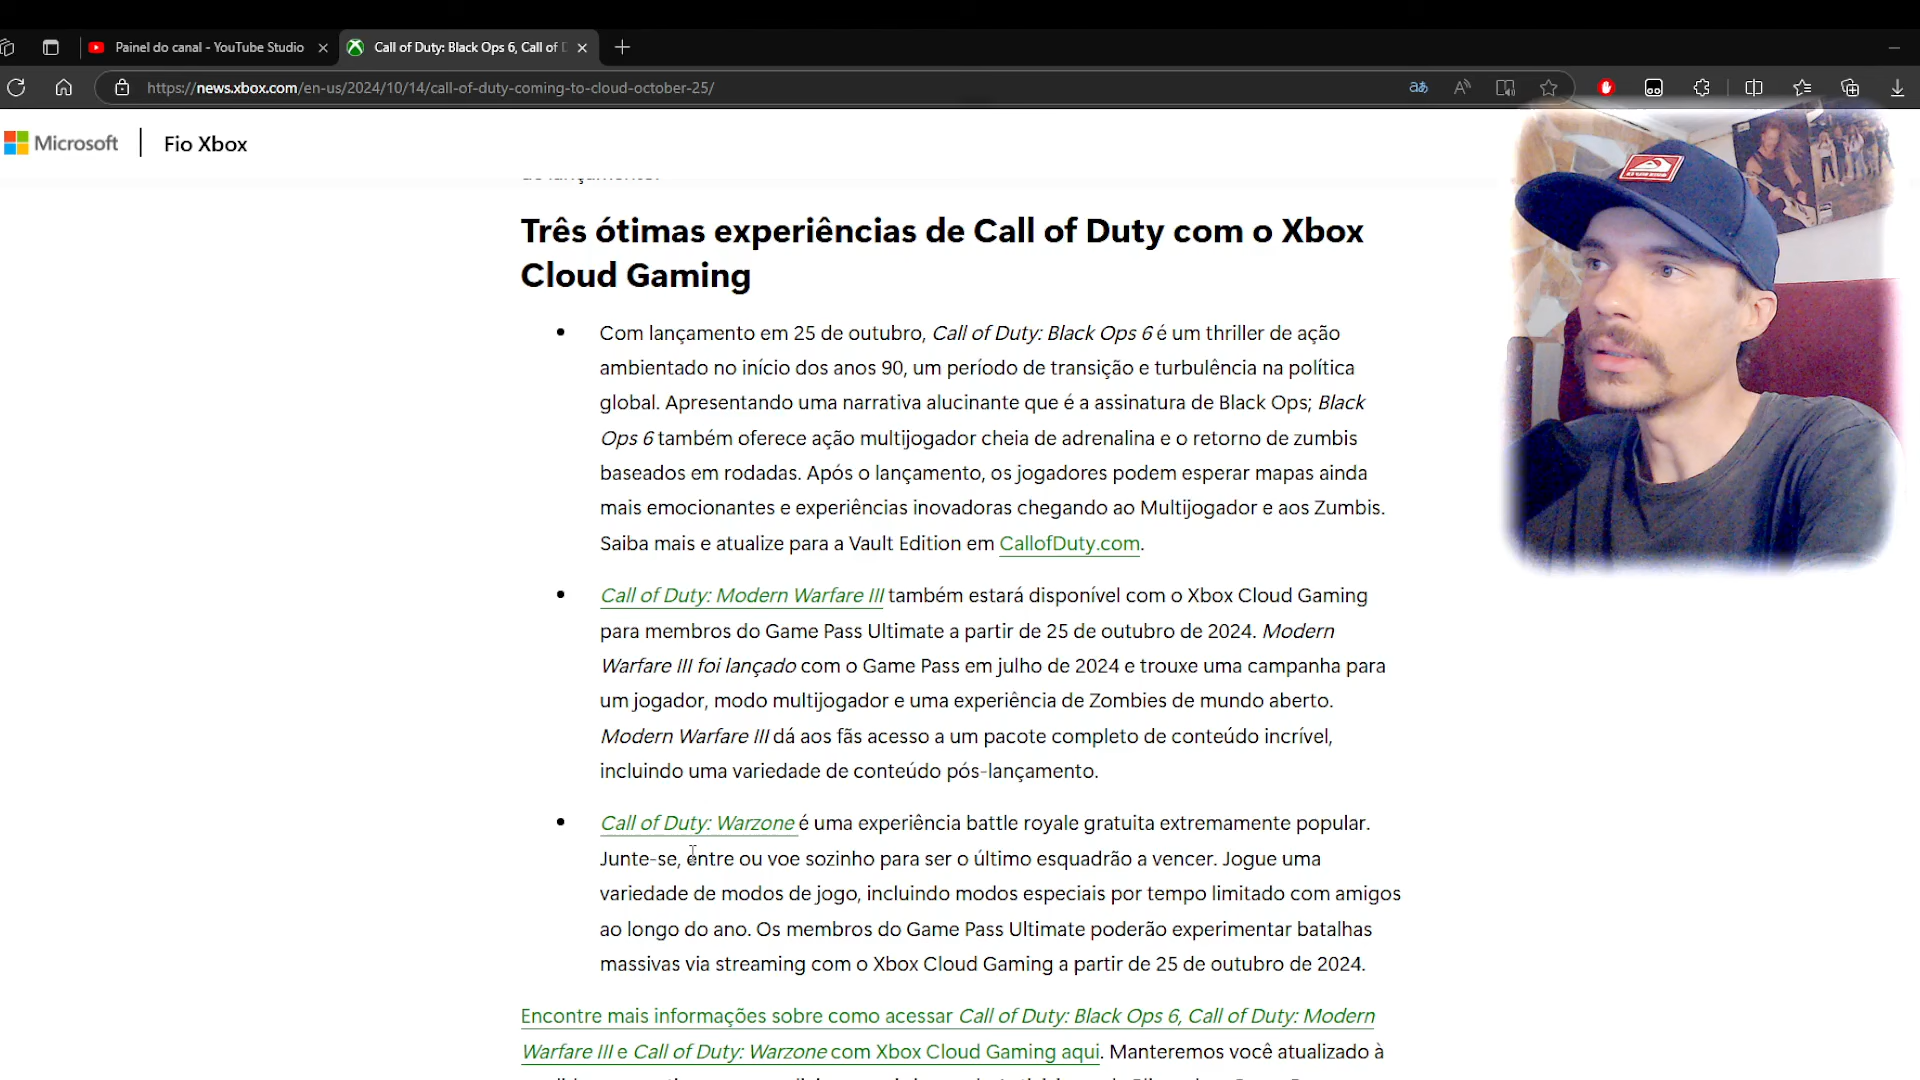 Painel do canal - YouTube Studio
Call of Duty: Black Ops 6, Call of
https://news.xbox.com/en-us/2024/10/14/call-of-duty-coming-to-cloud-october-25/
Microsoft
Fio Xbox
de lançamento.
Três ótimas experiências de Call of Duty com o Xbox
Cloud Gaming
Com lançamento em 25 de outubro, Call of Duty: Black Ops 6 é um thriller de ação
ambientado no início dos anos 90, um período de transição e turbulência na política
global. Apresentando uma narrativa alucinante que é a assinatura de Black Ops; Black
Ops 6 também oferece ação multijogador cheia de adrenalina e o retorno de zumbis
baseados em rodadas. Após o lançamento, os jogadores podem esperar mapas ainda
mais emocionantes e experiências inovadoras chegando ao Multijogador e aos Zumbis.
Saiba mais e atualize para a Vault Edition em CallofDuty.com.
Call of Duty: Modern Warfare III também estará disponível com o Xbox Cloud Gaming
para membros do Game Pass Ultimate a partir de 25 de outubro de 2024. Modern
Warfare III foi lançado com o Game Pass em julho de 2024 e trouxe uma campanha para
um jogador, modo multijogador e uma experiência de Zombies de mundo aberto.
Modern Warfare III dá aos fãs acesso a um pacote completo de conteúdo incrível,
incluindo uma variedade de conteúdo pós-lançamento.
Call of Duty: Warzone é uma experiência battle royale gratuita extremamente popular.
Junte-se, entre ou voe sozinho para ser o último esquadrão a vencer. Jogue uma
variedade de modos de jogo, incluindo modos especiais por tempo limitado com amigos
ao longo do ano. Os membros do Game Pass Ultimate poderão experimentar batalhas
massivas via streaming com o Xbox Cloud Gaming a partir de 25 de outubro de 2024.
Encontre mais informações sobre como acessar Call of Duty: Black Ops 6, Call of Duty: Modern
Warfare III e Call of Duty: Warzone com Xbox Cloud Gaming aqui. Manteremos você atualizado à